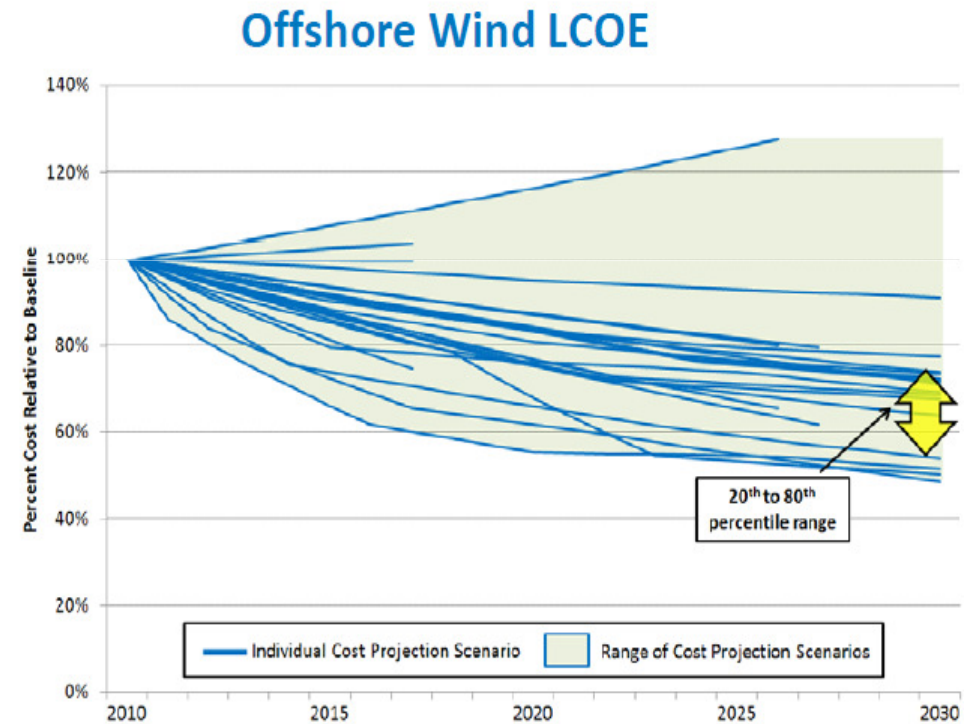 Offshore Wind LCOE
140%
120%
100%
80%
60%
40%
20%
0%
Percent Cost Relative to Baseline
20th to 80th
percentile range
Individual Cost Projection Scenario
Range of Cost Projection Scenarios
2010
2015
2020
2025
2030